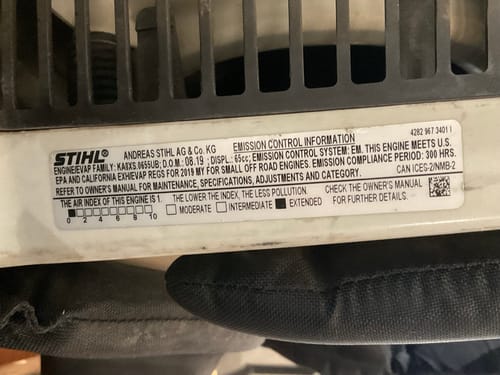 STIHL® ANDREAS STIHL AG & Co. KG EMISSION CONTROL INFORMATION 4282 967 3401 I
ENGINE/EVAP FAMILY: KASXS.0655UB; D.O.M.: 08.19 ; DISPL.: 65cc; EMISSION CONTROL SYSTEM: EM. THIS ENGINE MEETS U.S.
EPA AND CALIFORNIA EXH/EVAP REGS FOR 2019 MY FOR SMALL OFF ROAD ENGINES. EMISSION COMPLIANCE PERIOD: 300 HRS.
REFER TO OWNER'S MANUAL FOR MAINTENANCE, SPECIFICATIONS, ADJUSTMENTS AND CATEGORY. CAN ICES-2/NMB-2
THE AIR INDEX OF THIS ENGINE IS 1. THE LOWER THE INDEX, THE LESS POLLUTION. CHECK THE OWNERS MANUAL
0 2 4 6 8 10 MODERATE INTERMEDIATE EXTENDED FOR FURTHER DETAILS.